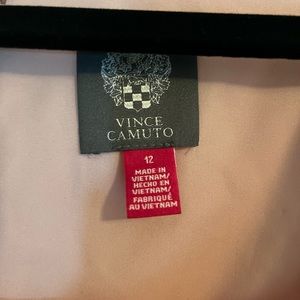 VINCE
CAMUTO
12
MADE IN
VIETNAM/
HECHO EN
VIETNAM/
FABRIQUÉ
AU VIETNAM